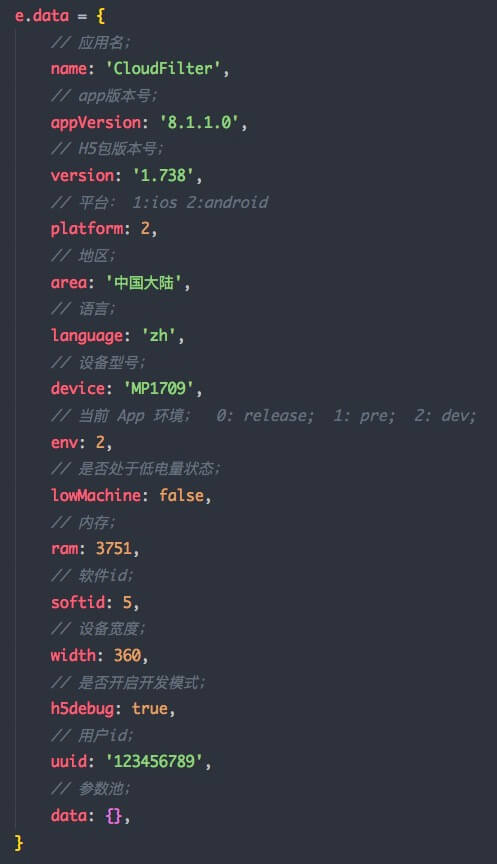 e.data = {
// 应用名；
name: 'CloudFilter',
// app版本号；
appVersion: '8.1.1.0',
// H5包版本号；
version: '1.738',
// 平台： 1:ios 2:android
platform: 2,
// 地区；
area: '中国大陆',
// 语言；
language: 'zh',
// 设备型号；
device: 'MP1709',
// 当前 App 环境； 0: release; 1: pre; 2: dev;
env: 2,
// 是否处于低电量状态；
lowMachine: false,
// 内存；
ram: 3751,
// 软件id；
softid: 5,
// 设备宽度；
width: 360,
// 是否开启开发模式；
h5debug: true,
// 用户id；
uuid: '123456789',
// 参数池；
data: {},
}